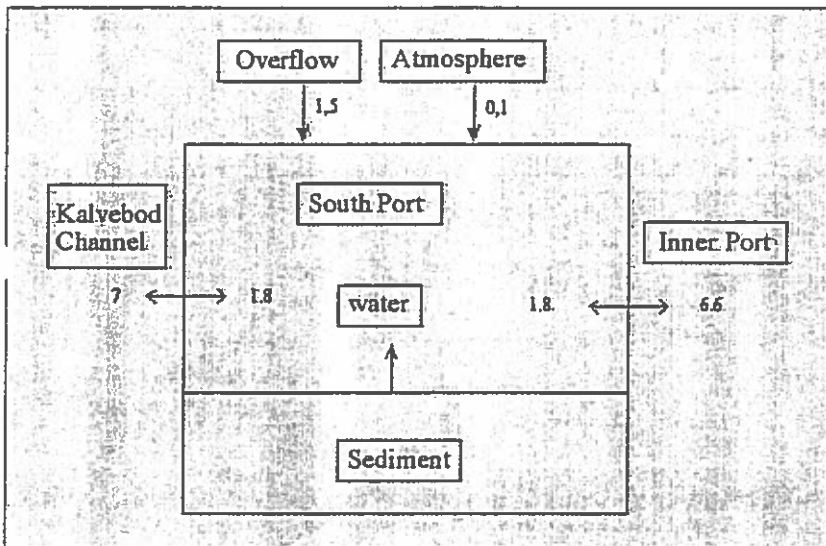 Overflow
Atmosphere
1,5
0,1
Kalvebod
Channel
South Port
Inner Port
7
1.8
water
1.8.
6.6
Sediment